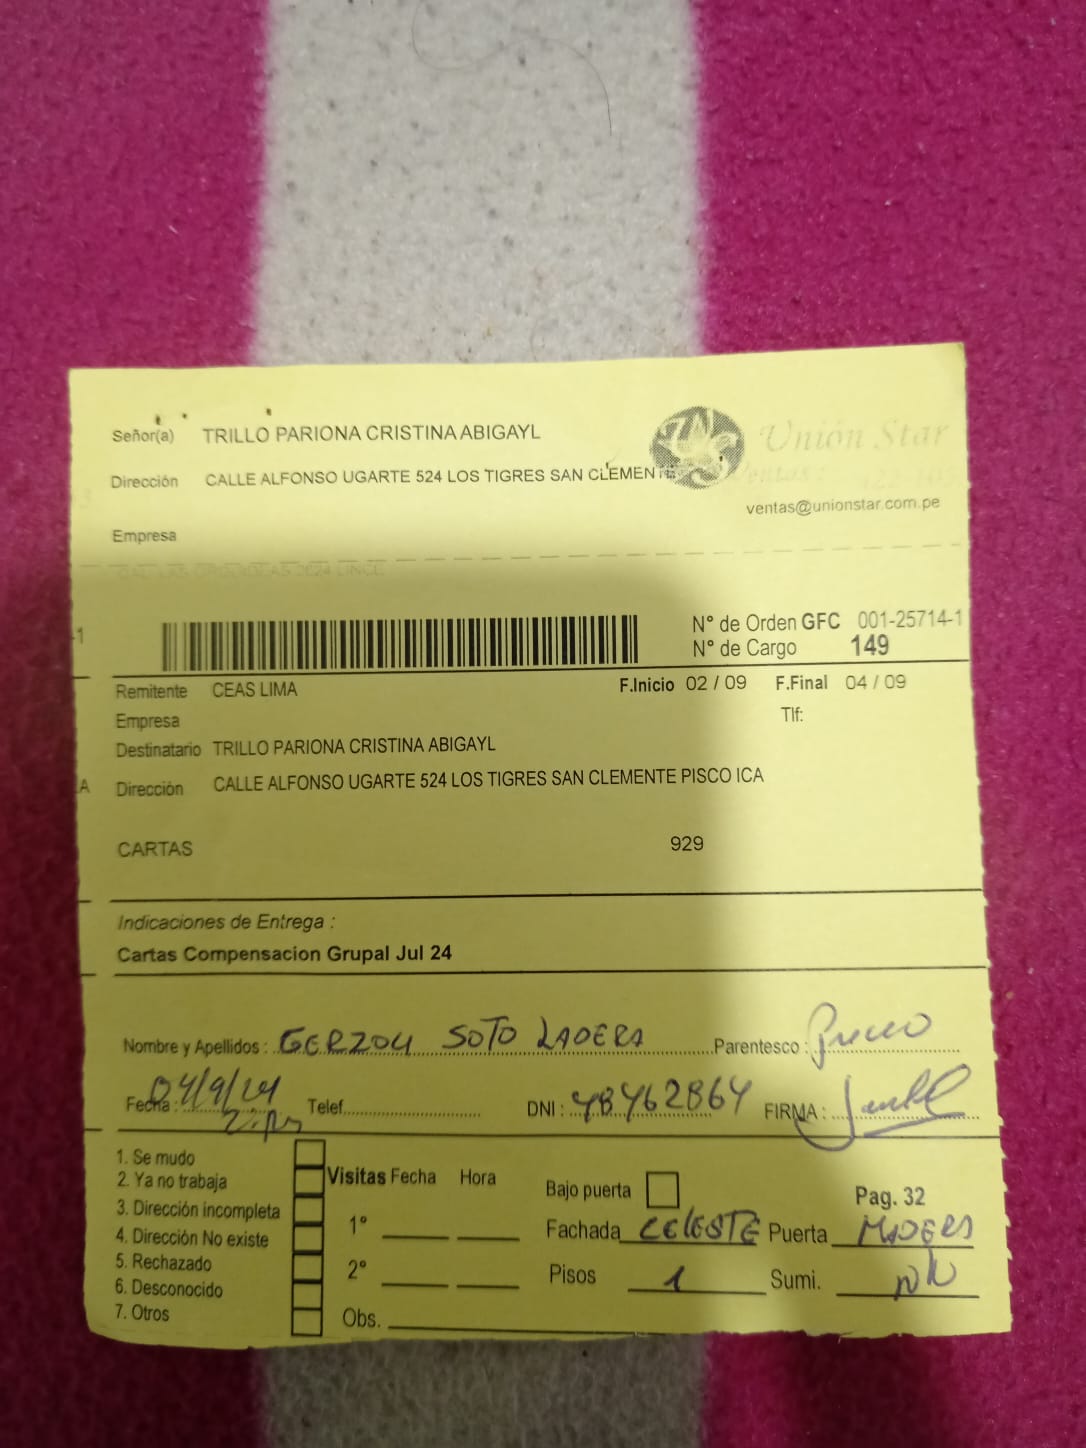 Señor(a) TRILLO PARIONA CRISTINA ABIGAYL
Unión Star
Dirección CALLE ALFONSO UGARTE 524 LOS TIGRES SAN CLEMENTE
ventas@unionstar.com.pe
Empresa
-1
N° de Orden GFC 001-25714-1
N° de Cargo 149
Remitente CEAS LIMA F.Inicio 02 / 09 F.Final 04 / 09
Empresa Tlf:
Destinatario TRILLO PARIONA CRISTINA ABIGAYL
A Dirección CALLE ALFONSO UGARTE 524 LOS TIGRES SAN CLEMENTE PISCO ICA
CARTAS 929
Indicaciones de Entrega :
Cartas Compensacion Grupal Jul 24
Nombre y Apellidos : GERZON SOTO LADERA Parentesco :
Fecha : 04/9/24 Telef. DNI : 48462864 FIRMA :
1. Se mudo
2. Ya no trabaja
3. Dirección incompleta
4. Dirección No existe
5. Rechazado
6. Desconocido
7. Otros
Visitas Fecha Hora
1°
2°
Obs.
Bajo puerta Pag. 32
Fachada CELESTE Puerta MADERA
Pisos 1 Sumi.